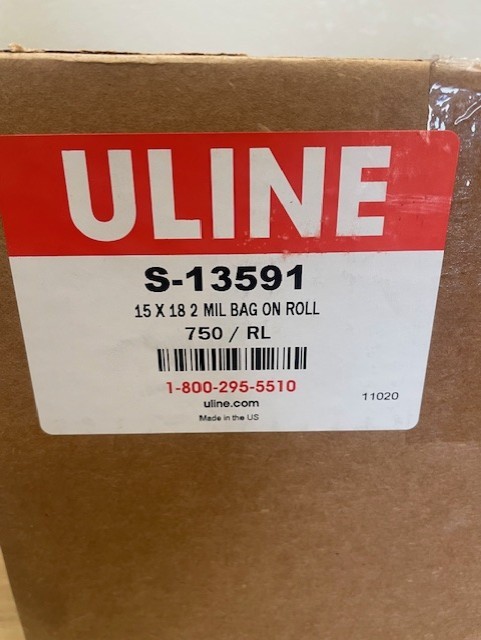 ULINE
S-13591
15 X 18 2 MIL BAG ON ROLL
750 / RL
1-800-295-5510
uline.com
11020
Made in the US